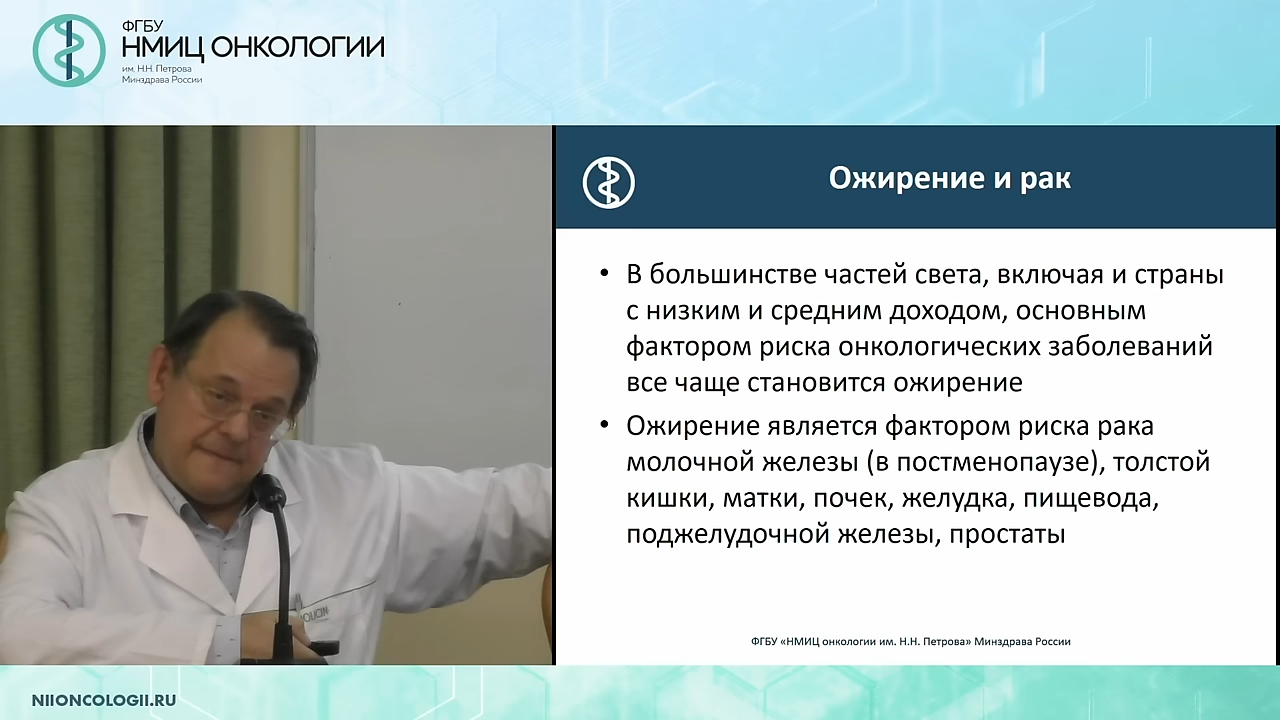 ФГБУ
НМИЦ ОНКОЛОГИИ
им. Н.Н. Петрова
Минздрава России
Ожирение и рак
• В большинстве частей света, включая и страны
с низким и средним доходом, основным
фактором риска онкологических заболеваний
все чаще становится ожирение
• Ожирение является фактором риска рака
молочной железы (в постменопаузе), толстой
кишки, матки, почек, желудка, пищевода,
поджелудочной железы, простаты
ФГБУ «НМИЦ онкологии им. Н.Н. Петрова» Минздрава России
NIIONCOLOGII.RU